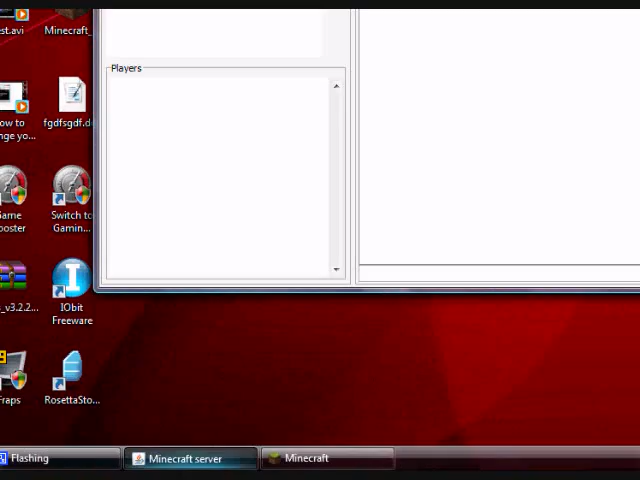 est.avi
Minecraft_
Players
ow to
nge yo...
fgdfsgdf.d
Game
ooster
Switch to
Gamin...
_v3.2.2...
IObit
Freeware
Fraps
RosettaSto...
Flashing
Minecraft server
Minecraft